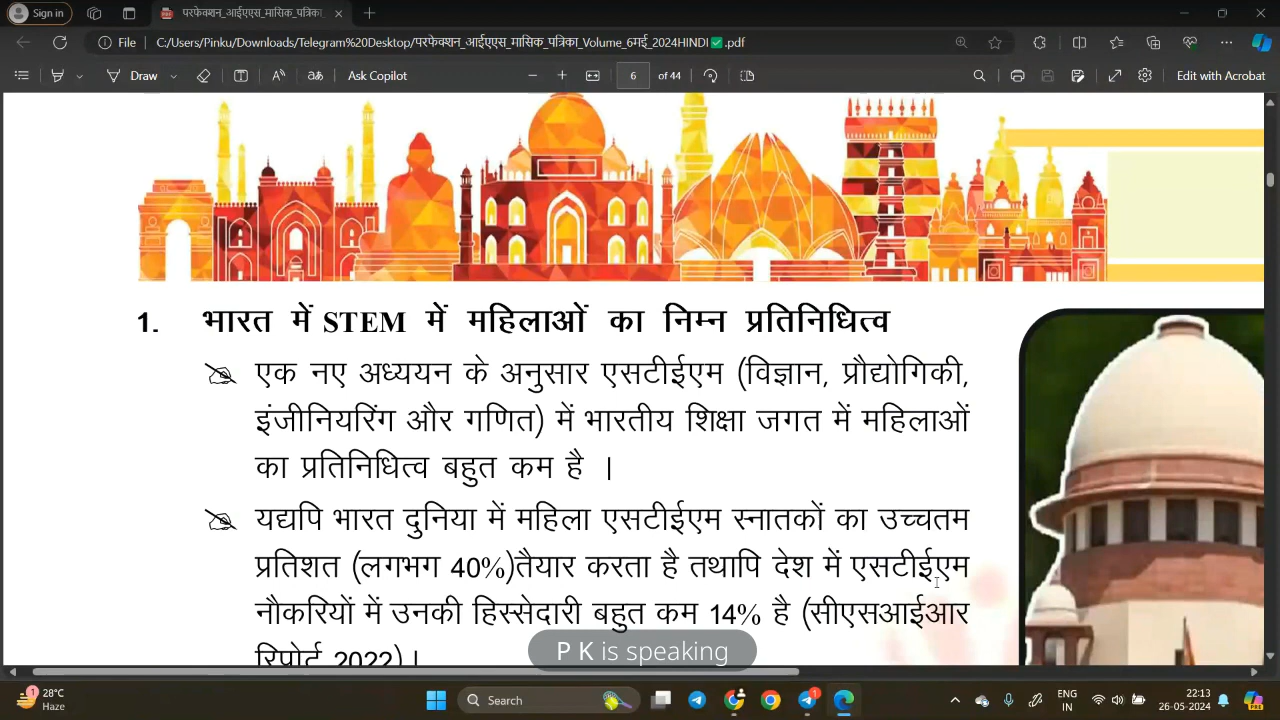 Sign in
परफेक्शन_आईएएस_मासिक_पत्रिका_
File
C:/Users/Pinku/Downloads/Telegram%20Desktop/परफेक्शन_आईएएस_मासिक_पत्रिका_Volume_6मई_2024HINDI✅.pdf
Draw
Ask Copilot
6 of 44
Edit with Acrobat
1. भारत में STEM में महिलाओं का निम्न प्रतिनिधित्व
एक नए अध्ययन के अनुसार एसटीईएम (विज्ञान, प्रौद्योगिकी,
इंजीनियरिंग और गणित) में भारतीय शिक्षा जगत में महिलाओं
का प्रतिनिधित्व बहुत कम है ।
यद्यपि भारत दुनिया में महिला एसटीईएम स्नातकों का उच्चतम
प्रतिशत (लगभग 40%)तैयार करता है तथापि देश में एसटीईएम
नौकरियों में उनकी हिस्सेदारी बहुत कम 14% है (सीएसआईआर
रिपोर्ट 2022)।
P K is speaking
28°C
Haze
Search
ENG
IN
22:13
26-05-2024